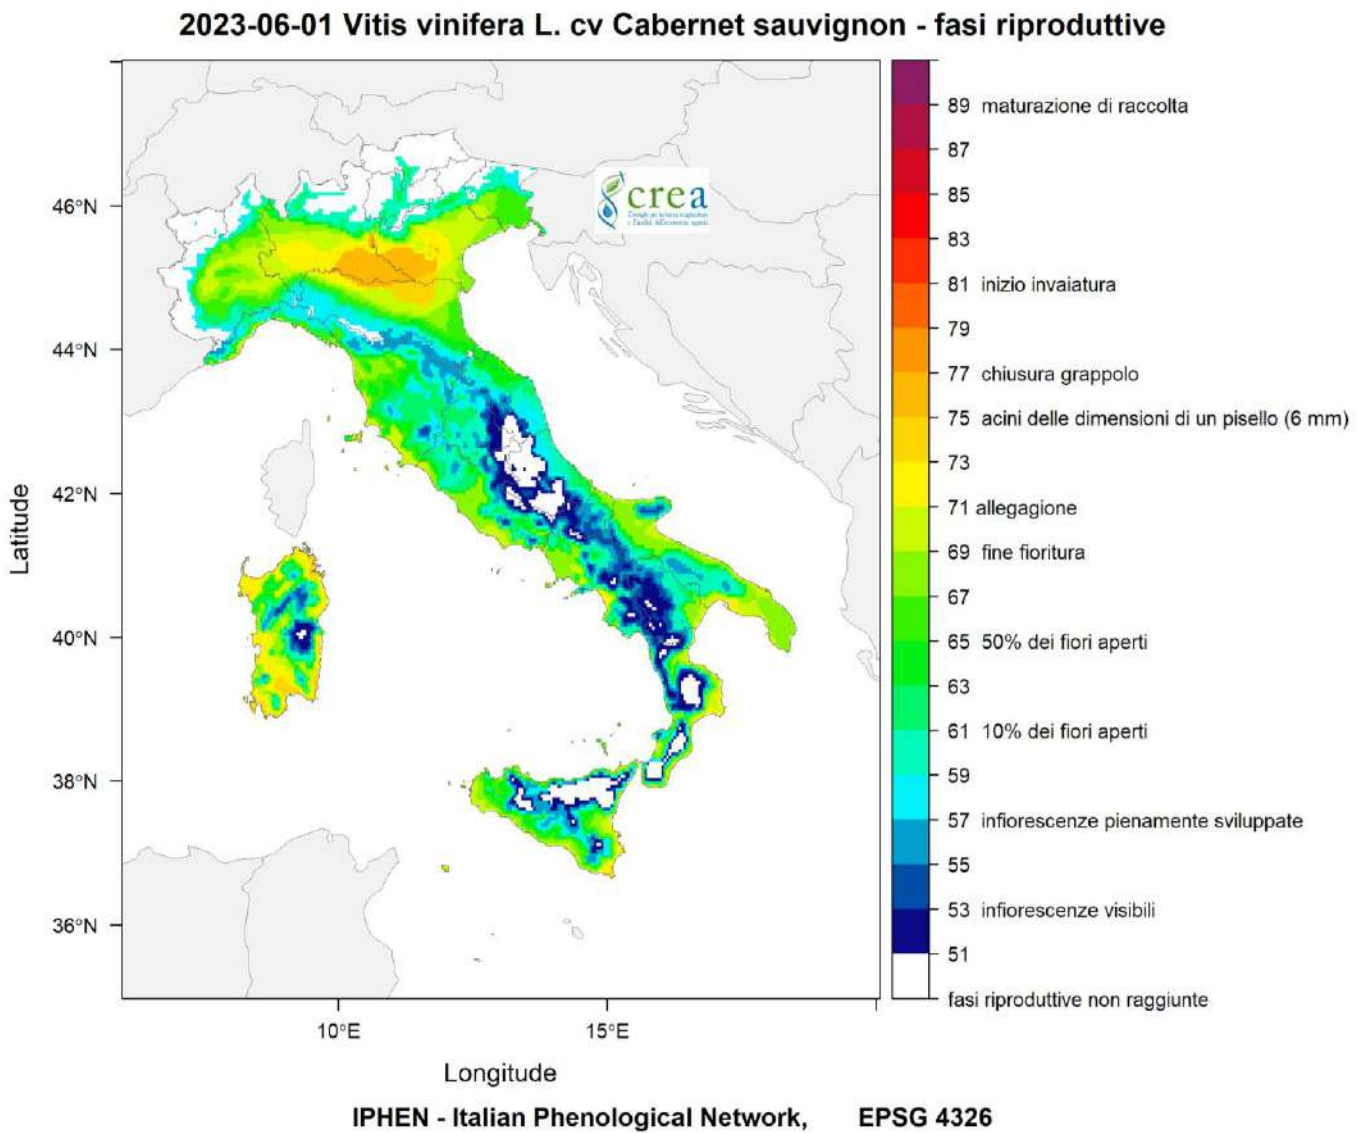 2023-06-01 Vitis vinifera L. cv Cabernet sauvignon - fasi riproduttive
89 maturazione di raccolta
87
85
83
81 inizio invaiatura
79
77 chiusura grappolo
75 acini delle dimensioni di un pisello (6 mm)
73
71 allegagione
69 fine fioritura
67
65 50% dei fiori aperti
63
61 10% dei fiori aperti
59
57 infiorescenze pienamente sviluppate
55
53 infiorescenze visibili
51
fasi riproduttive non raggiunte
crea
46°N
44°N
42°N
40°N
38°N
36°N
Latitude
10°E 15°E
Longitude
IPHEN - Italian Phenological Network, EPSG 4326